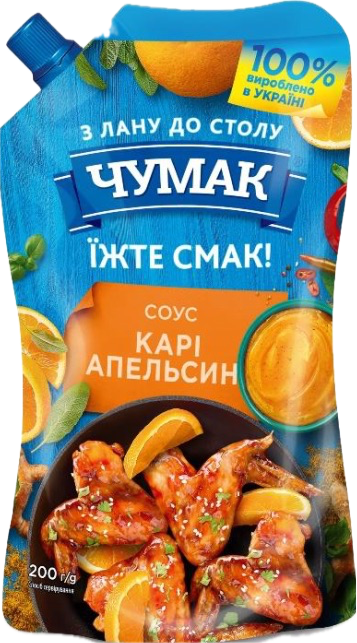 100%
вироблено
в УКРАЇНІ
З ЛАНУ ДО СТОЛУ
ЧУМАК
ЇЖТЕ СМАК!
СОУС
КАРІ
АПЕЛЬСИН
200 г/g